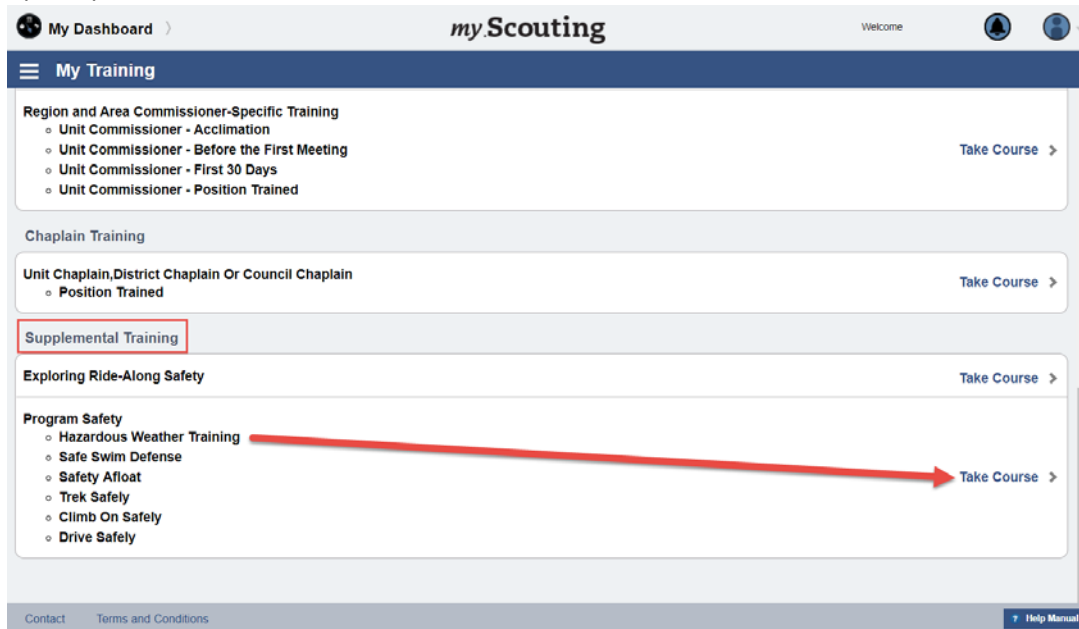 My Dashboard
my.Scouting
Welcome
My Training
Region and Area Commissioner-Specific Training
Unit Commissioner - Acclimation
Unit Commissioner - Before the First Meeting
Unit Commissioner - First 30 Days
Unit Commissioner - Position Trained
Take Course
Chaplain Training
Unit Chaplain,District Chaplain Or Council Chaplain
Position Trained
Take Course
Supplemental Training
Exploring Ride-Along Safety
Take Course
Program Safety
Hazardous Weather Training
Safe Swim Defense
Safety Afloat
Trek Safely
Climb On Safely
Drive Safely
Take Course
Contact
Terms and Conditions
? Help Manual